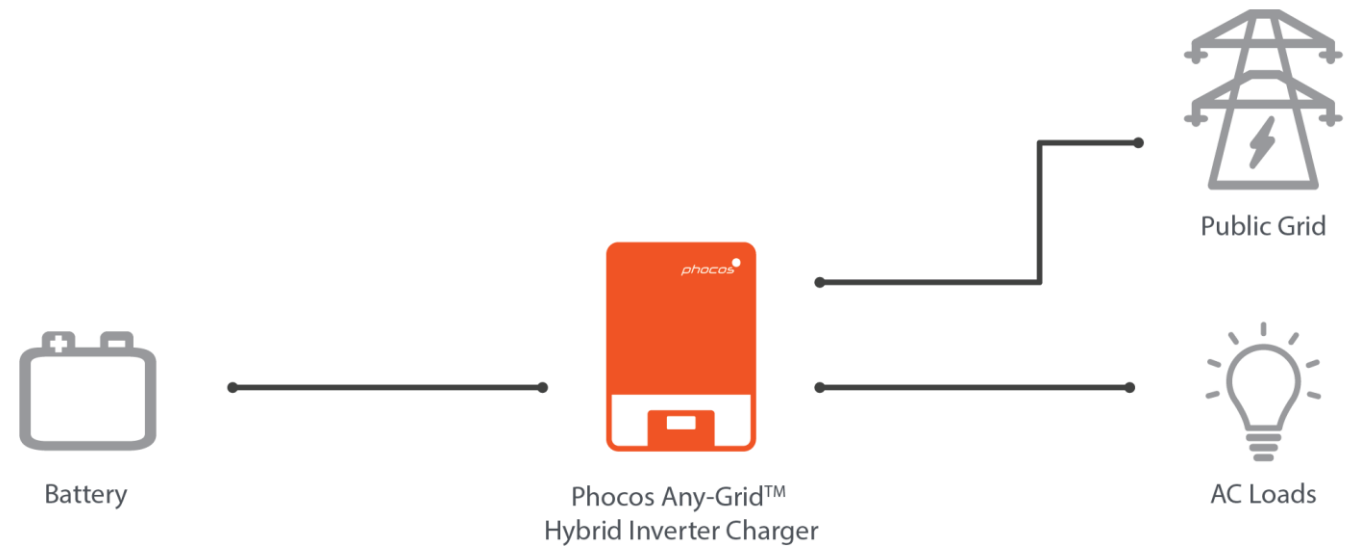 Public Grid
phocos
Battery
Phocos Any-Grid™
Hybrid Inverter Charger
AC Loads